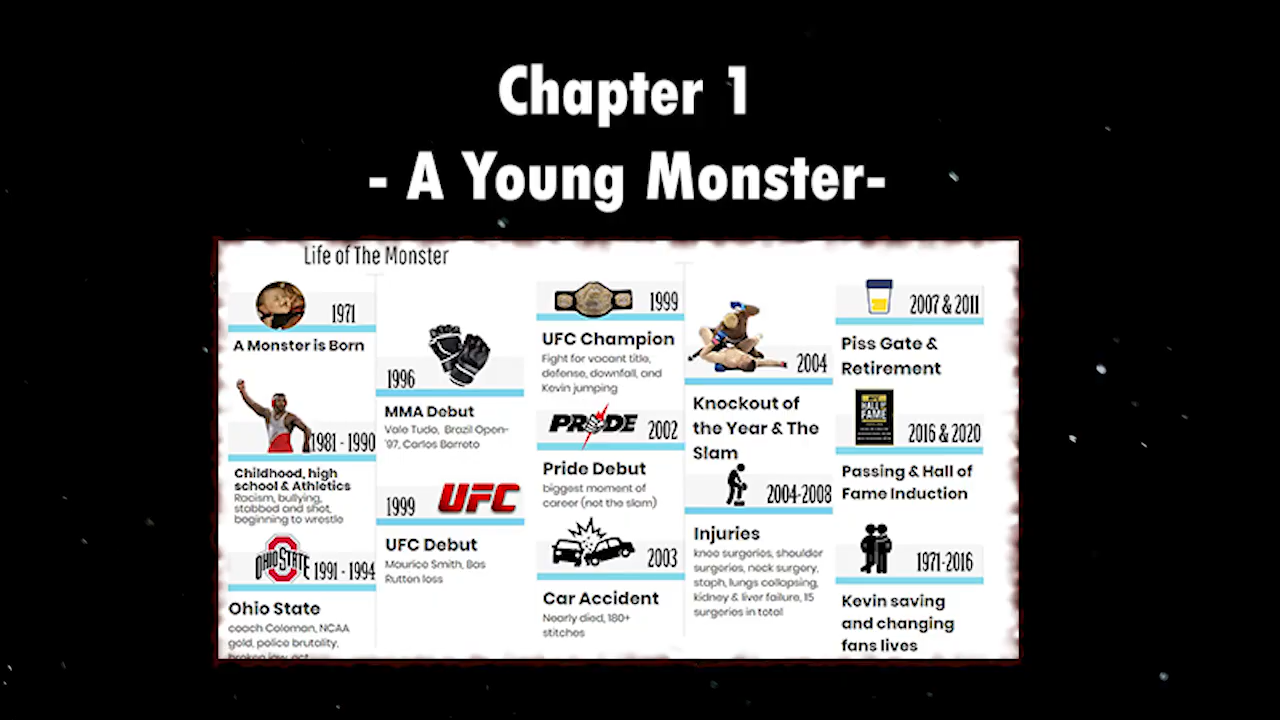 Chapter 1
- A Young Monster-
Life of The Monster
1971
A Monster is Born
1981 - 1990
Childhood, high
school & Athletics
Racism, bullying,
stabbed and shot,
beginning to wrestle
OHIO STATE
1991 - 1994
Ohio State
coach Coleman, NCAA
gold, police brutality,
broken jaw, act
1996
MMA Debut
Vale Tudo, Brazil Open-
'97, Carlos Barreto
1999
UFC
UFC Debut
Maurice Smith, Bas
Rutten loss
1999
UFC Champion
Fight for vacant title,
defense, downfall, and
Kevin jumping
PRIDE
2002
Pride Debut
biggest moment of
career (not the slam)
2003
Car Accident
Nearly died, 180+
stitches
2004
Knockout of
the Year & The
Slam
2004-2008
Injuries
knee surgeries, shoulder
surgeries, neck surgery,
staph, lungs collapsing,
kidney & liver failure, 15
surgeries in total
2007 & 2011
Piss Gate &
Retirement
HALL OF
FAME
2016 & 2020
Passing & Hall of
Fame Induction
1971-2016
Kevin saving
and changing
fans lives